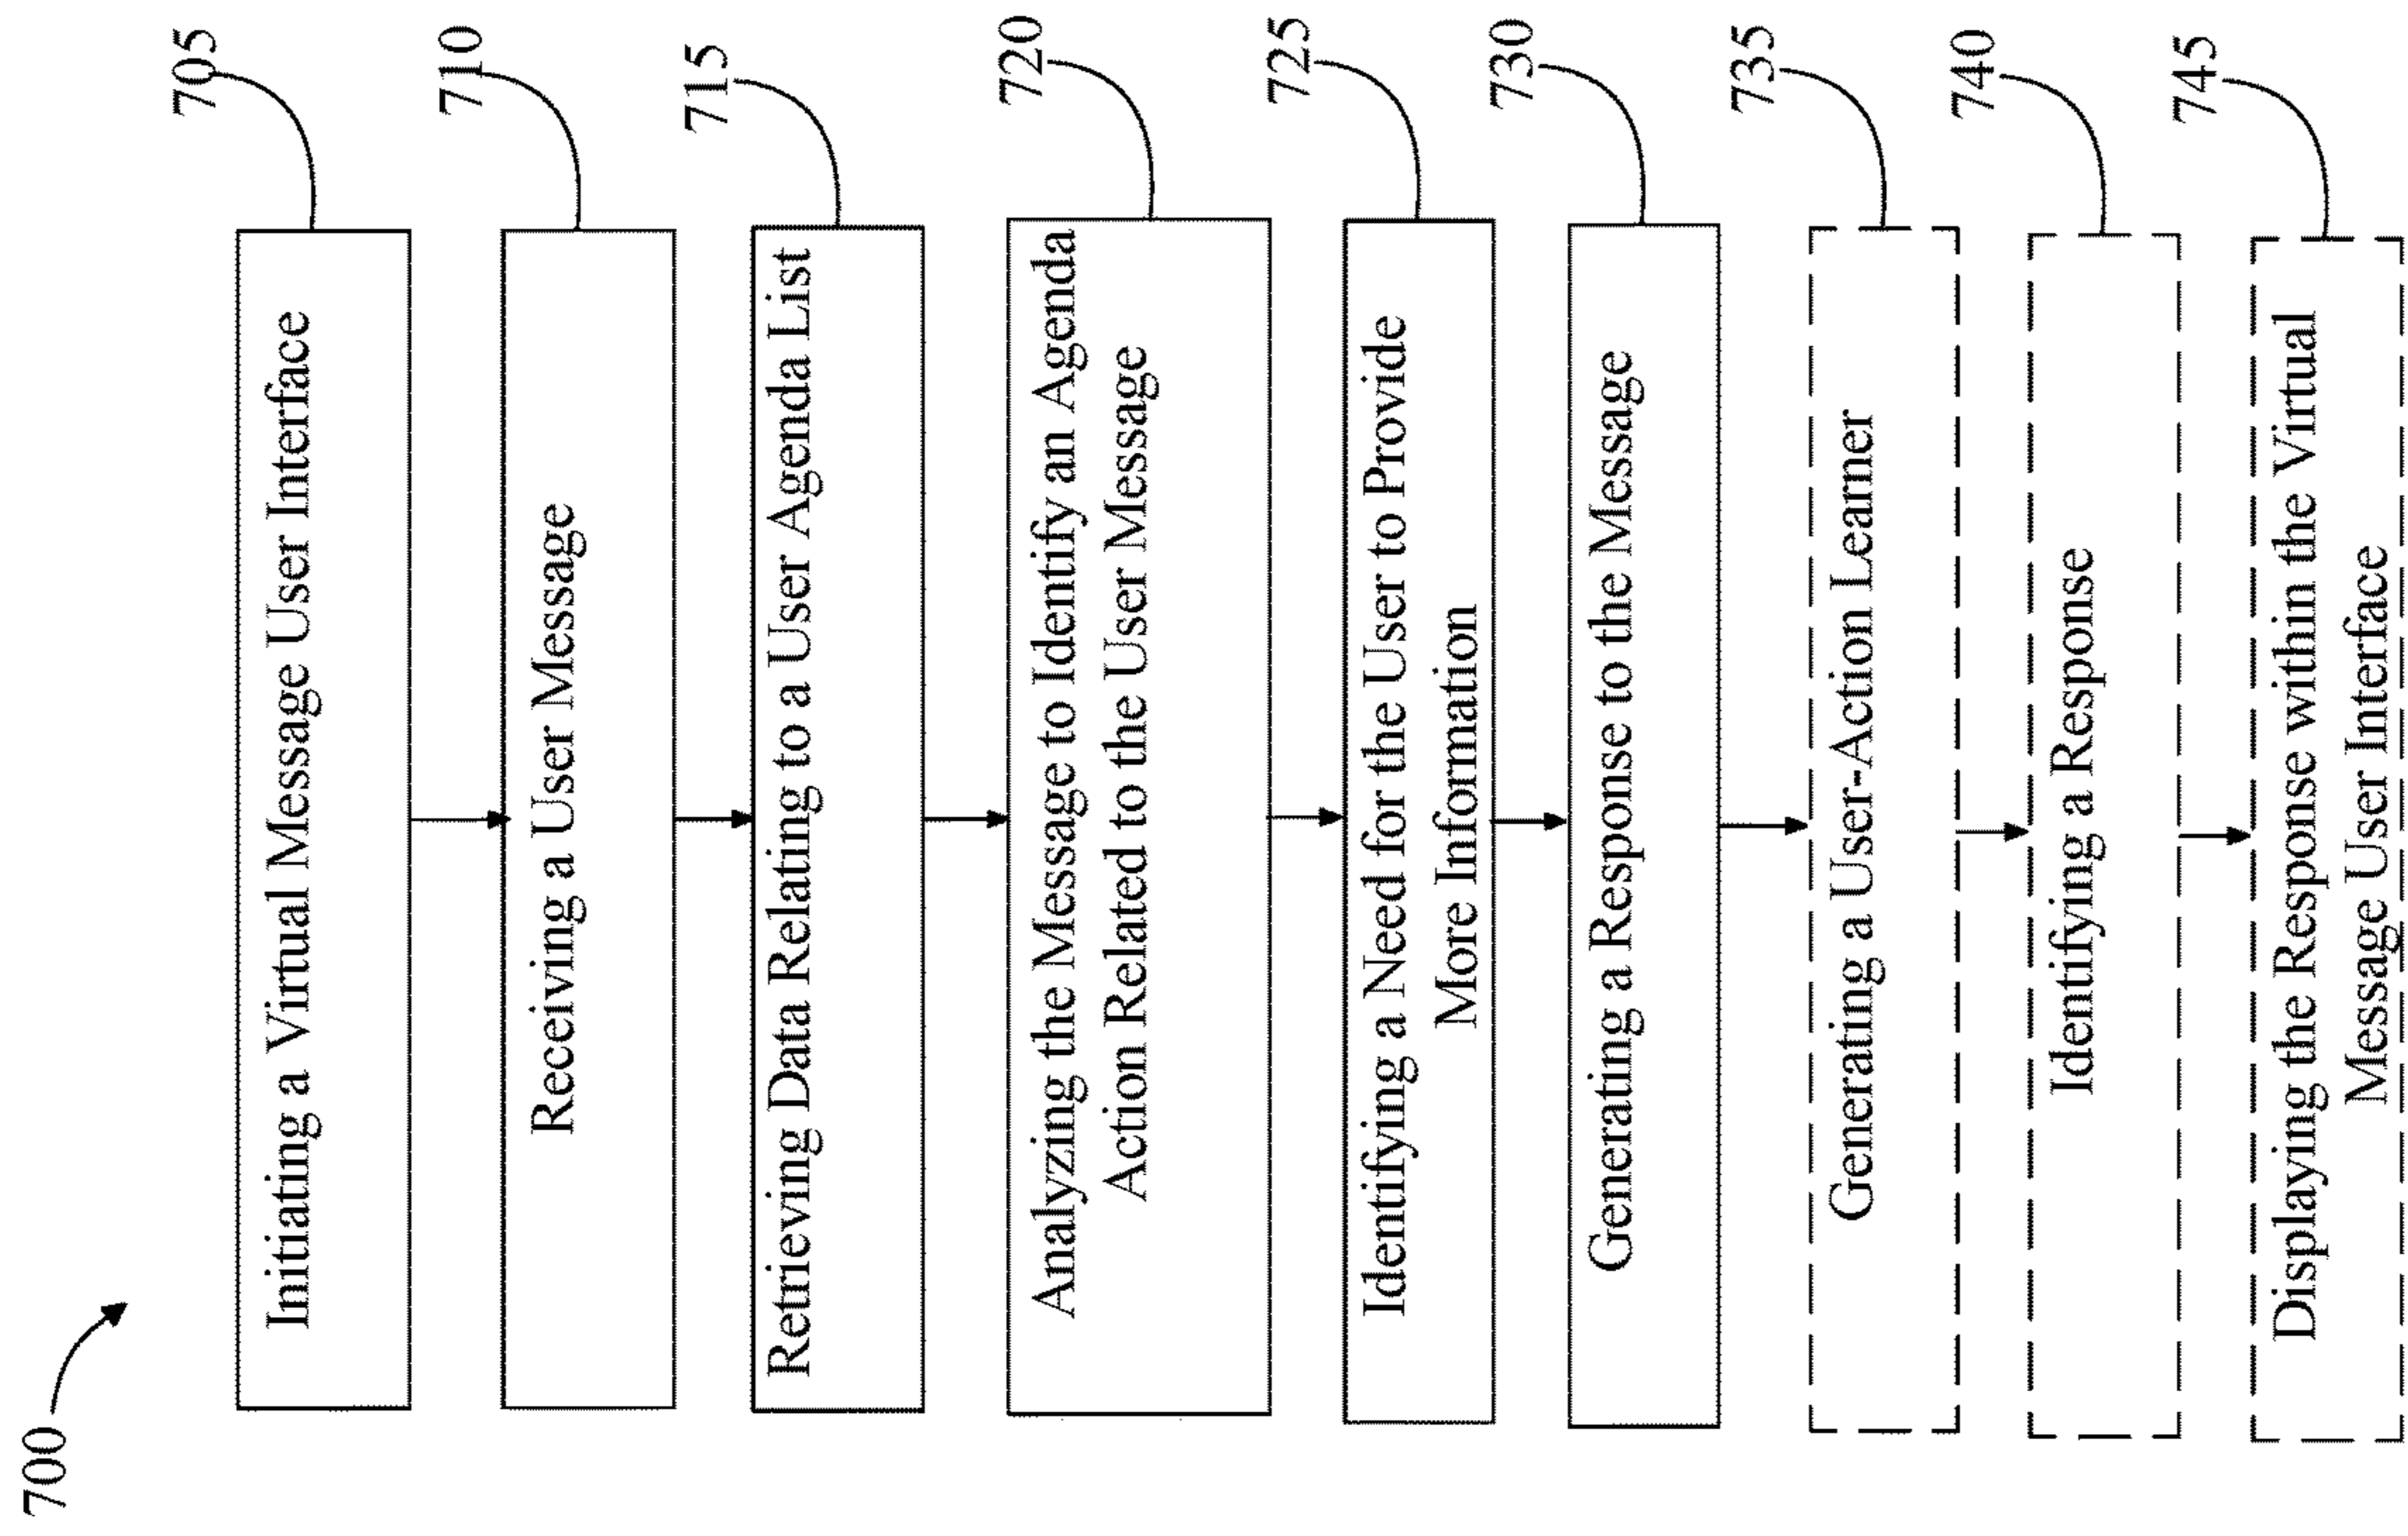 700
705
Initiating a Virtual Message User Interface
710
Receiving a User Message
715
Retrieving Data Relating to a User Agenda List
720
Analyzing the Message to Identify an Agenda
Action Related to the User Message
725
Identifying a Need for the User to Provide
More Information
730
Generating a Response to the Message
735
Generating a User-Action Learner
740
Identifying a Response
745
Displaying the Response within the Virtual
Message User Interface